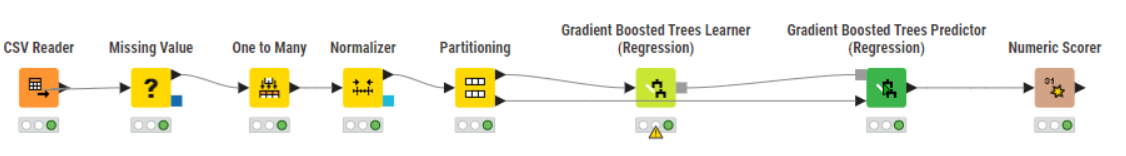 Gradient Boosted Trees Learner
(Regression)
Gradient Boosted Trees Predictor
(Regression)
CSV Reader
Missing Value
One to Many
Normalizer
Partitioning
Numeric Scorer
?